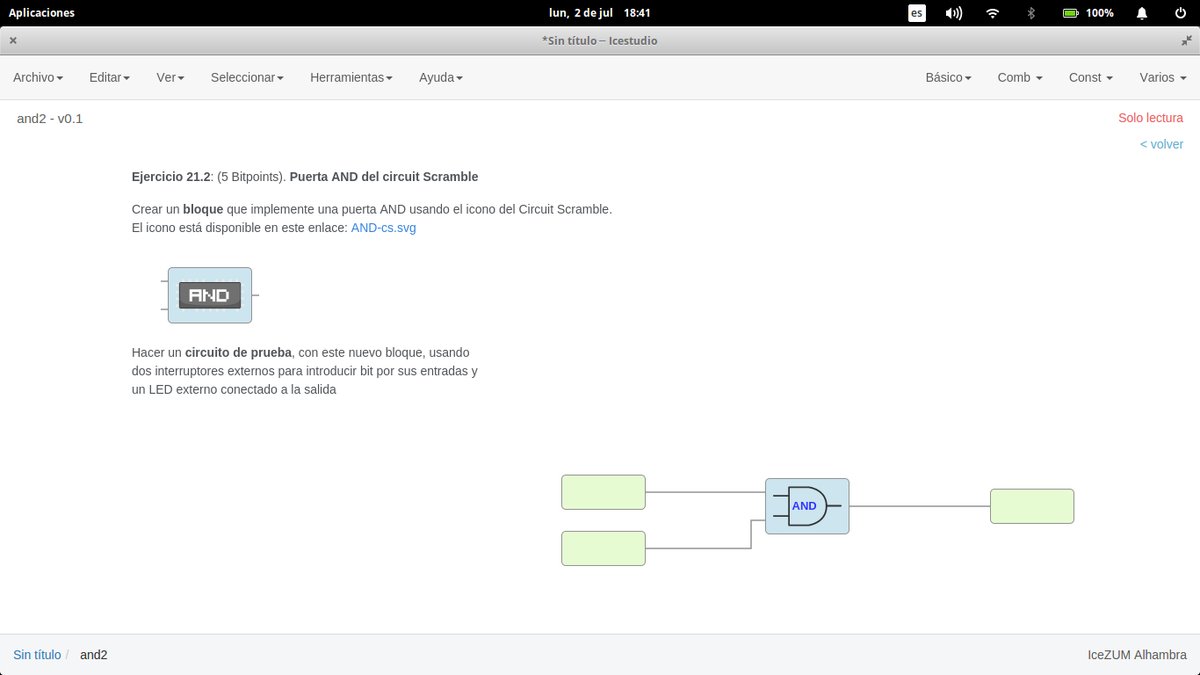 Aplicaciones lun, 2 de jul 18:41 es 100%
*Sin título – Icestudio
Archivo Editar Ver Seleccionar Herramientas Ayuda Básico Comb Const Varios
and2 - v0.1 Solo lectura
< volver
Ejercicio 21.2: (5 Bitpoints). Puerta AND del circuit Scramble
Crear un bloque que implemente una puerta AND usando el icono del Circuit Scramble.
El icono está disponible en este enlace: AND-cs.svg
AND
Hacer un circuito de prueba, con este nuevo bloque, usando
dos interruptores externos para introducir bit por sus entradas y
un LED externo conectado a la salida
AND
Sin título / and2 IceZUM Alhambra